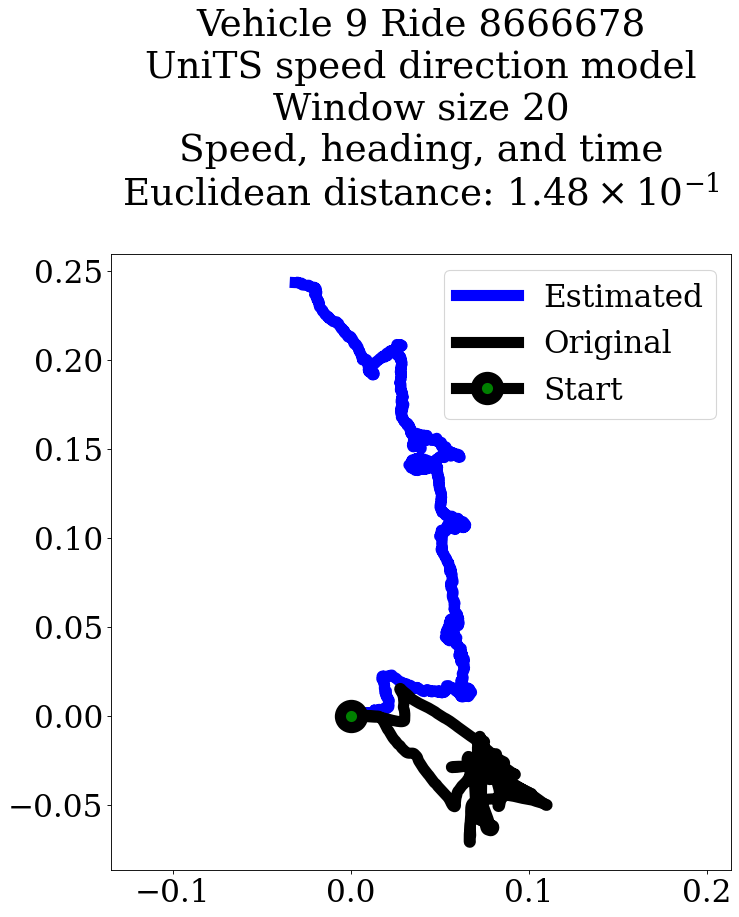 Vehicle 9 Ride 8666678
UniTS speed direction model
Window size 20
Speed, heading, and time
Euclidean distance: 1.48 × 10⁻¹
0.25
0.20
0.15
0.10
0.05
0.00
−0.05
Estimated
Original
Start
−0.1
0.0
0.1
0.2